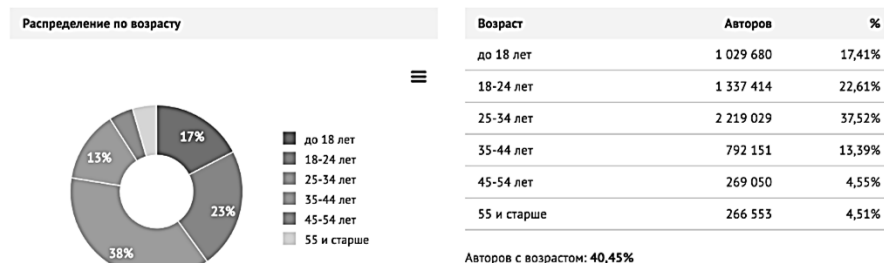 Распределение по возрасту
17%
13%
23%
38%
до 18 лет
18-24 лет
25-34 лет
35-44 лет
45-54 лет
55 и старше
Возраст Авторов %
до 18 лет 1 029 680 17,41%
18-24 лет 1 337 414 22,61%
25-34 лет 2 219 029 37,52%
35-44 лет 792 151 13,39%
45-54 лет 269 050 4,55%
55 и старше 266 553 4,51%
Авторов с возрастом: 40,45%